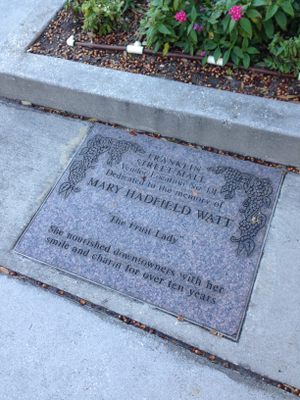 FRANKLIN
STREET MALL
Vendor
Dedicated to the memory of
MARY HADFIELD WATT
The Fruit Lady
She nourished downtowners with her
smile and charm for over ten years